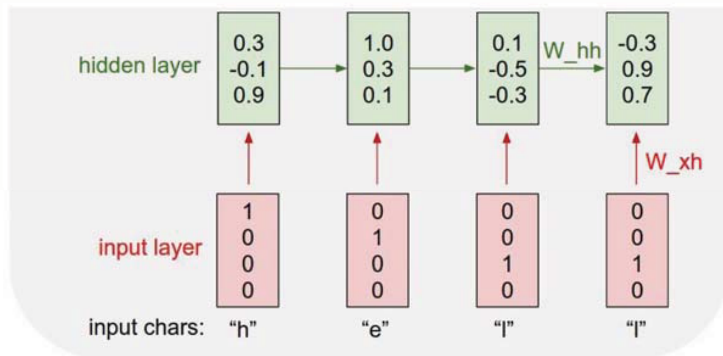 0.3 1.0 0.1 W_hh -0.3
hidden layer -0.1 0.3 -0.5 0.9
0.9 0.1 -0.3 0.7
W_xh
1 0 0 0
input layer 0 1 0 0
0 0 1 1
0 0 0 0
input chars: “h” “e” “l” “l”